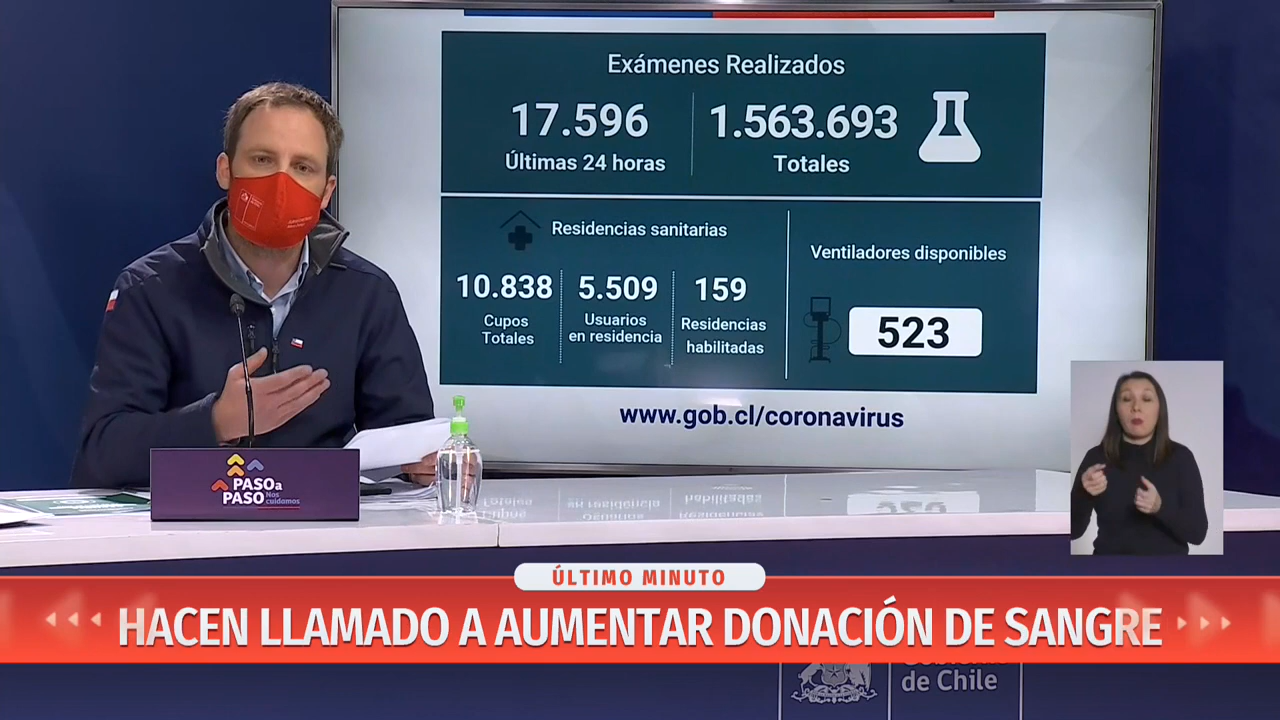 Exámenes Realizados
17.596
1.563.693
Últimas 24 horas
Totales
Residencias sanitarias
Ventiladores disponibles
10.838
5.509
159
Cupos
Totales
Usuarios
en residencia
Residencias
habilitadas
523
www.gob.cl/coronavirus
PASO a
PASO
Nos
cuidamos
ÚLTIMO MINUTO
HACEN LLAMADO A AUMENTAR DONACIÓN DE SANGRE
de Chile